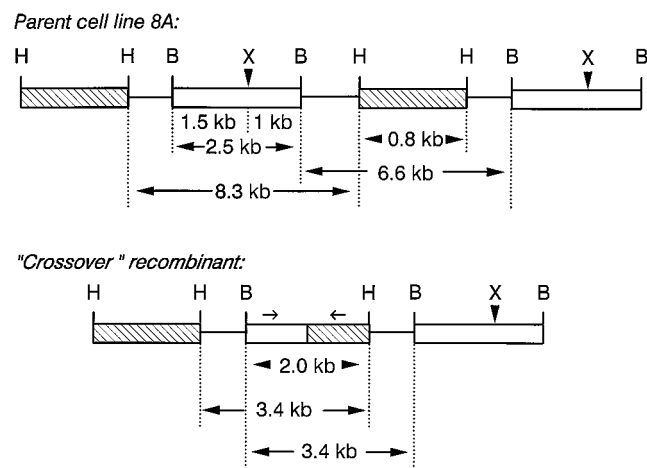 Parent cell line 8A:
H H B X B H H B X B
1.5 kb 1 kb
2.5 kb
0.8 kb
6.6 kb
8.3 kb
"Crossover " recombinant:
H H B H B X B
2.0 kb
3.4 kb
3.4 kb